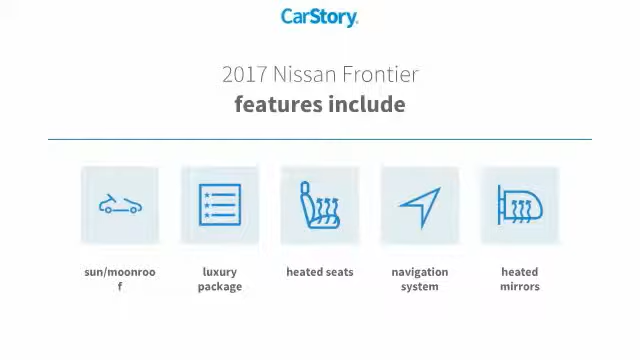 CarStory.
2017 Nissan Frontier
features include
sun/moonroo
f
luxury
package
heated seats
navigation
system
heated
mirrors